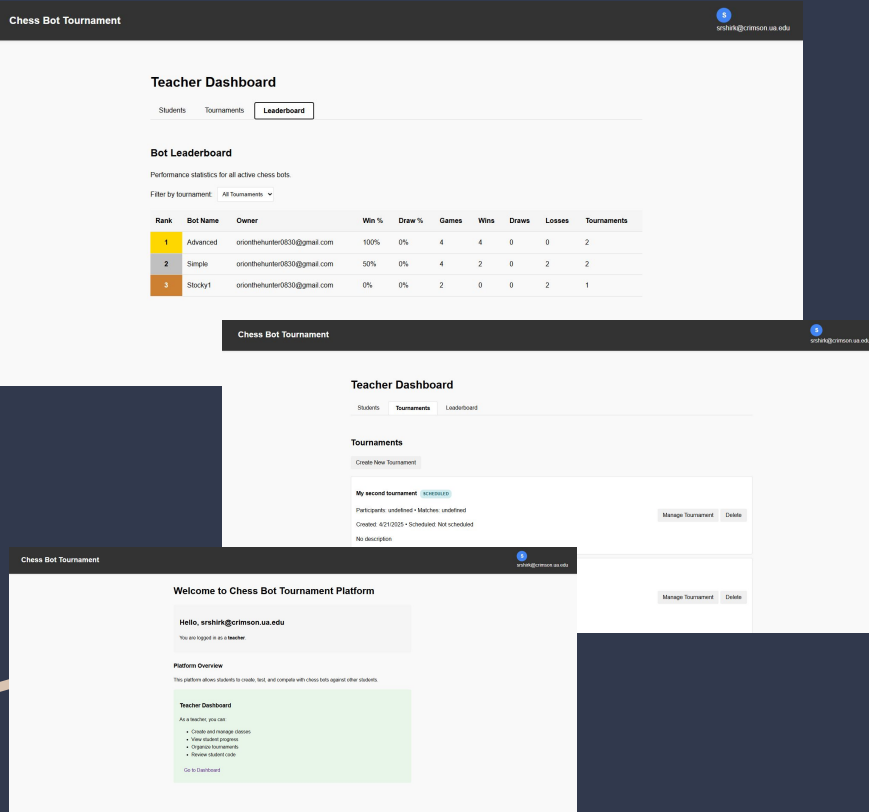 Chess Bot Tournament
S
srshirk@crimson.ua.edu
Teacher Dashboard
Students Tournaments Leaderboard
Bot Leaderboard
Performance statistics for all active chess bots.
Filter by tournament: All Tournaments
Rank Bot Name Owner Win % Draw % Games Wins Draws Losses Tournaments
1 Advanced orionthehunter0830@gmail.com 100% 0% 4 4 0 0 2
2 Simple orionthehunter0830@gmail.com 50% 0% 4 2 0 2 2
3 Stocky1 orionthehunter0830@gmail.com 0% 0% 2 0 0 2 1
Chess Bot Tournament
S
srshirk@crimson.ua.edu
Teacher Dashboard
Students Tournaments Leaderboard
Tournaments
Create New Tournament
My second tournament SCHEDULED
Participants: undefined • Matches: undefined
Created: 4/21/2025 • Scheduled: Not scheduled
No description
Manage Tournament Delete
Manage Tournament Delete
Chess Bot Tournament
S
srshirk@crimson.ua.edu
Welcome to Chess Bot Tournament Platform
Hello, srshirk@crimson.ua.edu
You are logged in as a teacher.
Platform Overview
This platform allows students to create, test, and compete with chess bots against other students.
Teacher Dashboard
As a teacher, you can:
• Create and manage classes
• View student progress
• Organize tournaments
• Review student code
Go to Dashboard